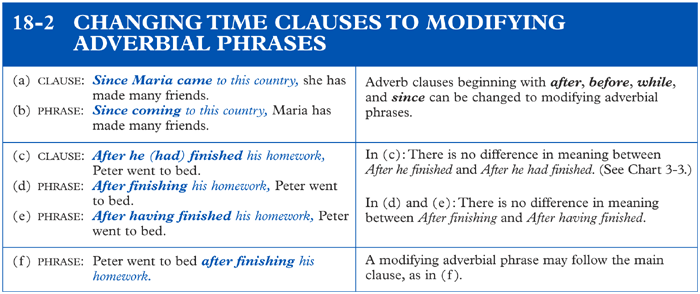 18-2 CHANGING TIME CLAUSES TO MODIFYING
ADVERBIAL PHRASES
(a) CLAUSE: Since Maria came to this country, she has
made many friends.
(b) PHRASE: Since coming to this country, Maria has
made many friends.
Adverb clauses beginning with after, before, while,
and since can be changed to modifying adverbial
phrases.
(c) CLAUSE: After he (had) finished his homework,
Peter went to bed.
(d) PHRASE: After finishing his homework, Peter went
to bed.
(e) PHRASE: After having finished his homework, Peter
went to bed.
In (c): There is no difference in meaning between
After he finished and After he had finished. (See Chart 3-3.)
In (d) and (e): There is no difference in meaning
between After finishing and After having finished.
(f) PHRASE: Peter went to bed after finishing his
homework.
A modifying adverbial phrase may follow the main
clause, as in (f).